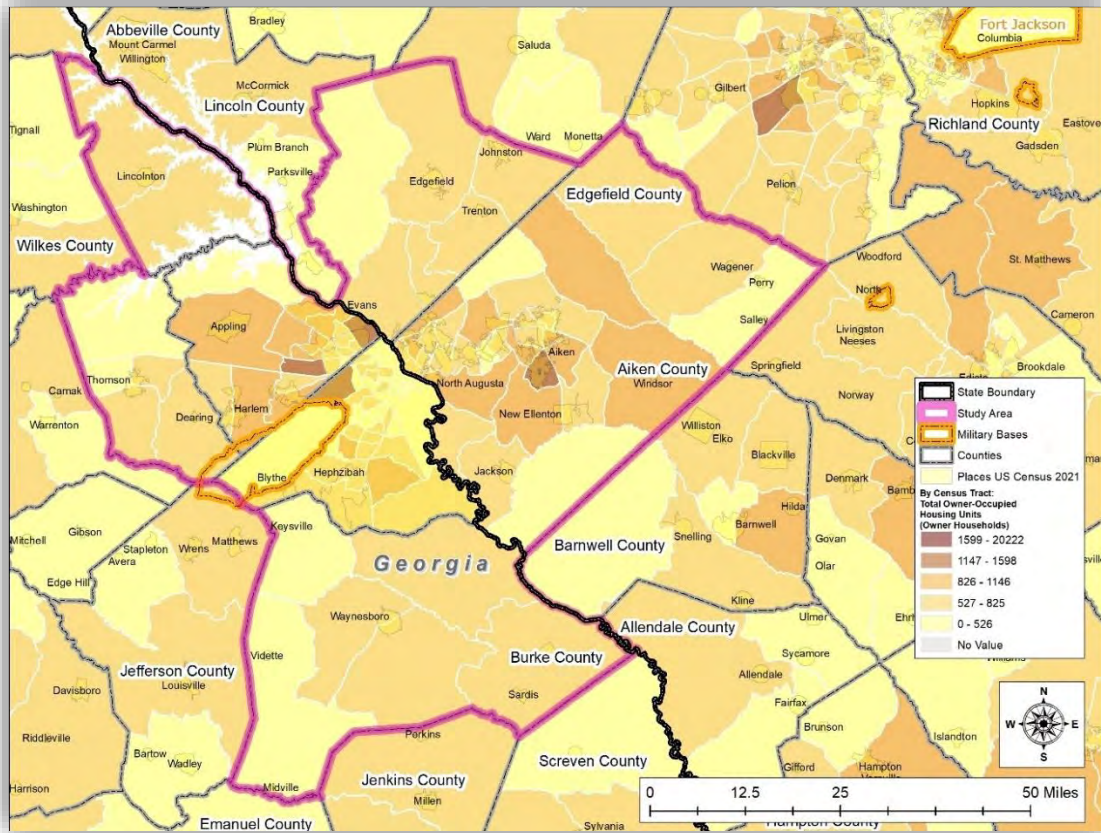 Abbeville County
Bradley
Fort Jackson
Columbia
Mount Carmel
Willington
Saluda
McCormick
Lincoln County
Gilbert
Hopkins
Eastove
Richland County
Tignall
Plum Branch
Ward
Monetta
Gadsden
Johnston
Lincolnton
Parksville
Edgefield
Pelion
Edgefield County
Washington
Trenton
Wilkes County
Woodford
St. Matthews
Wagener
Perry
North
Evans
Salley
Cameron
Appling
Livingston
Neeses
Aiken
Springfield
Brookdale
Camak
Thomson
North Augusta
Aiken County
Windsor
Harlem
Norway
Dearing
New Ellenton
Warrenton
Williston
Elko
Blackville
Blythe
Hephzibah
Jackson
Denmark
Hilda
Keysville
Barnwell
Gibson
Matthews
Snelling
Govan
Mitchell
Stapleton
Wrens
Avera
Georgia
Barnwell County
Olar
Edge Hill
Kline
Ulmer
Waynesboro
Allendale County
Vidette
Burke County
Sycamore
Jefferson County
Allendale
Davisboro
Louisville
Sardis
Fairfax
Brunson
Riddleville
Perkins
Islandton
Bartow
Wadley
Screven County
Gifford
Hampton
Harrison
Midville
Jenkins County
Millen
Emanuel County
Sylvania
Hampton County
State Boundary
Study Area
Military Bases
Counties
Places US Census 2021
By Census Tract:
Total Owner-Occupied
Housing Units
(Owner Households)
1599 - 20222
1147 - 1598
826 - 1146
527 - 825
0 - 526
No Value
N
W
E
S
0
12.5
25
50 Miles